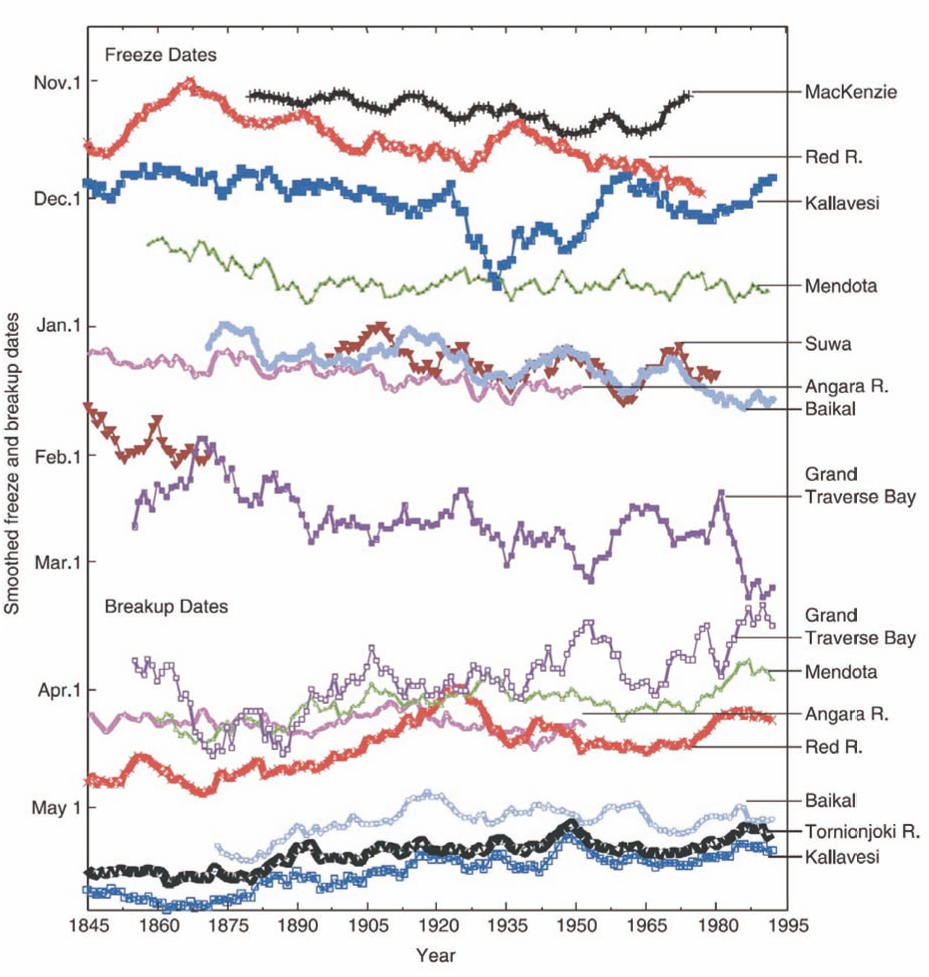 Freeze Dates
Nov.1
MacKenzie
Red R.
Dec.1
Kallavesi
Mendota
Jan.1
Suwa
Angara R.
Baikal
Feb.1
Grand
Traverse Bay
Mar.1
Breakup Dates
Grand
Traverse Bay
Mendota
Apr.1
Angara R.
Red R.
Baikal
May 1
Tornionjoki R.
Kallavesi
1845 1860 1875 1890 1905 1920 1935 1950 1965 1980 1995
Year
Smoothed freeze and breakup dates